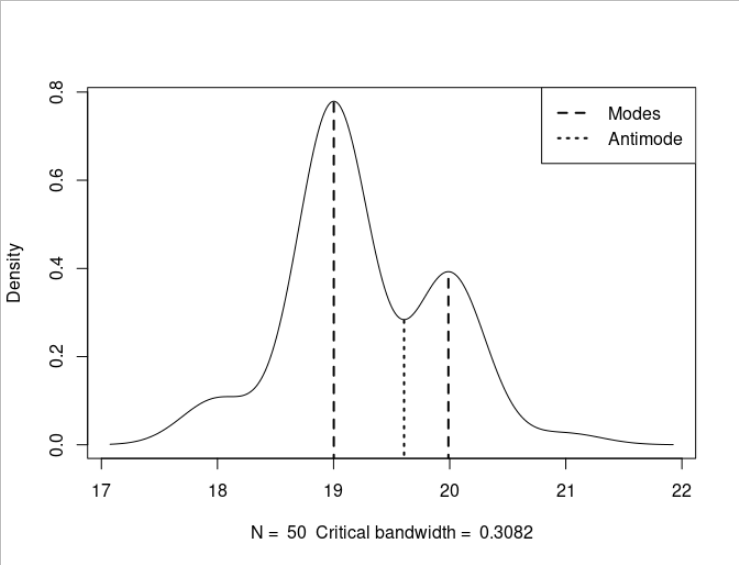 Modes
Antimode
0.8
0.6
0.4
0.2
0.0
Density
17 18 19 20 21 22
N = 50 Critical bandwidth = 0.3082